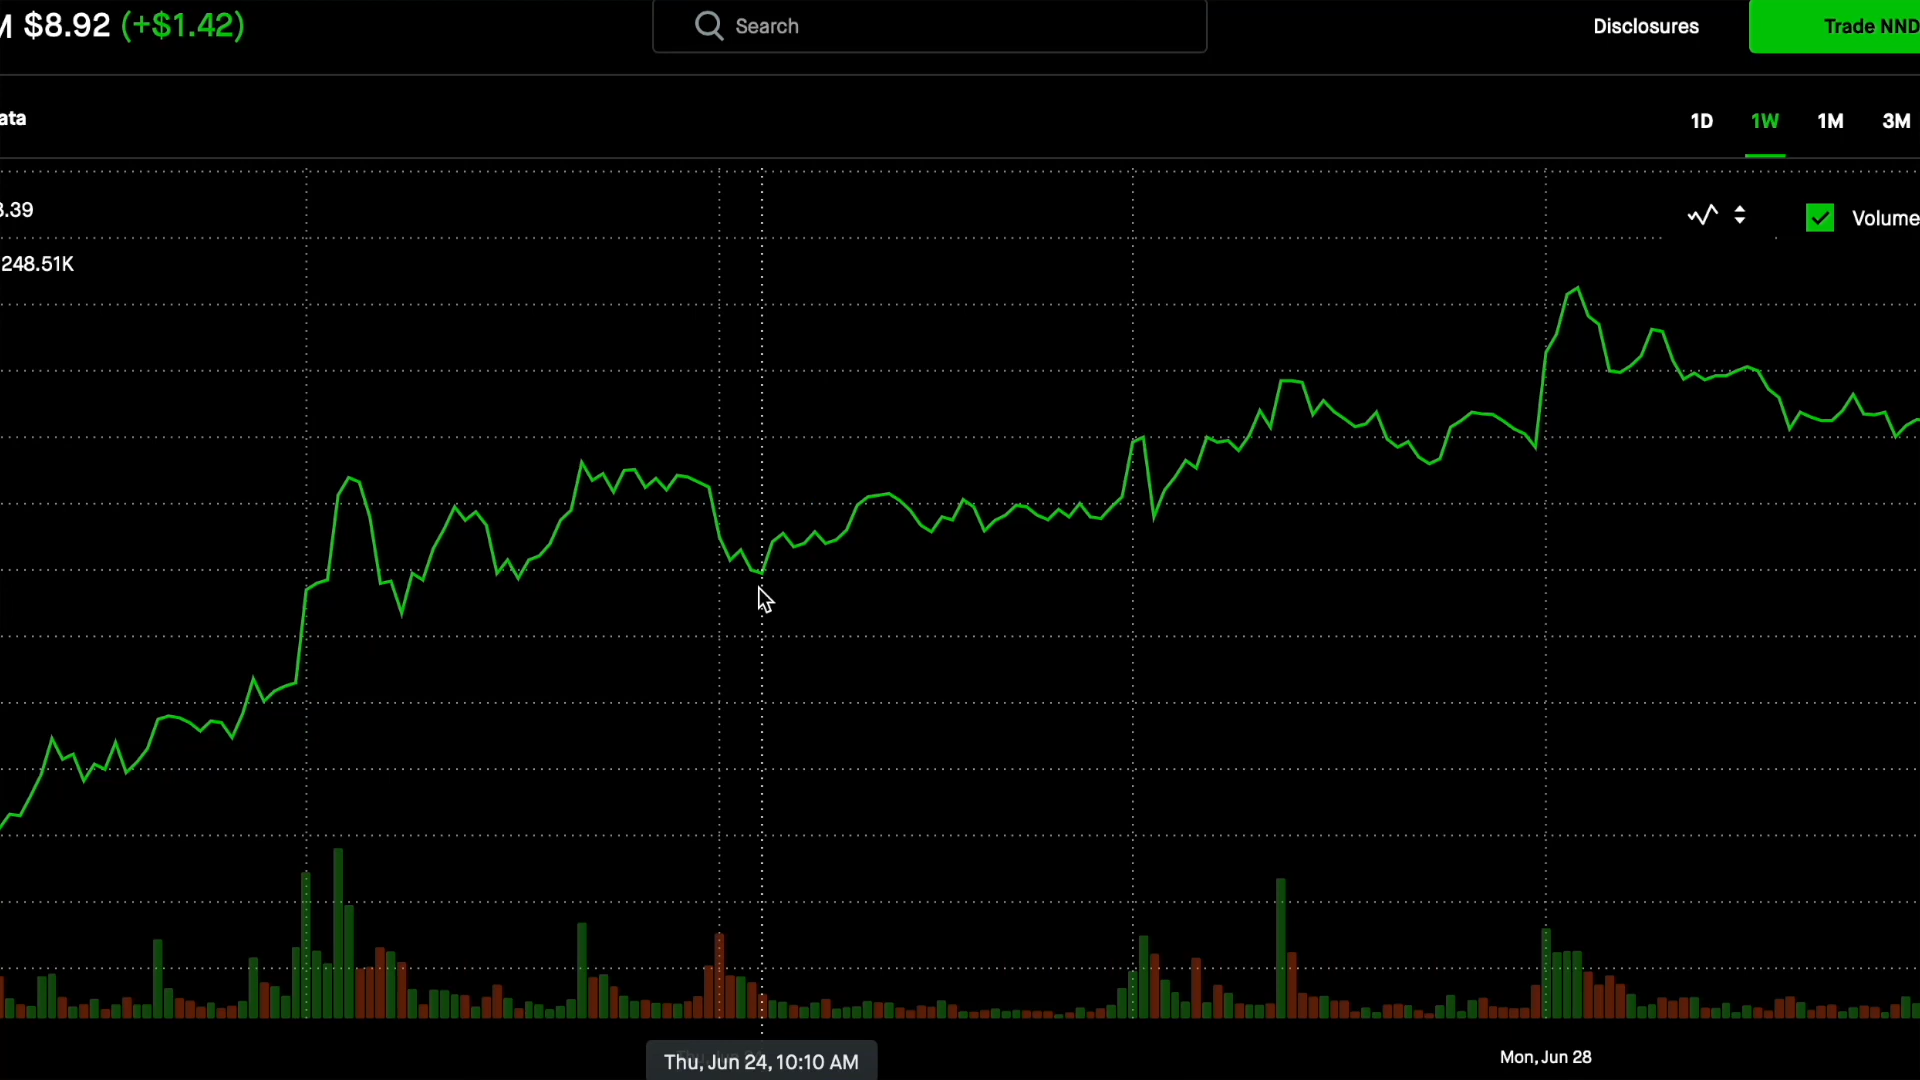 $8.92 (+$1.42)
Search
Disclosures
Trade NND
ata
1D 1W 1M 3M
3.39
Volume
248.51K
Thu, Jun 24, 10:10 AM
Mon, Jun 28